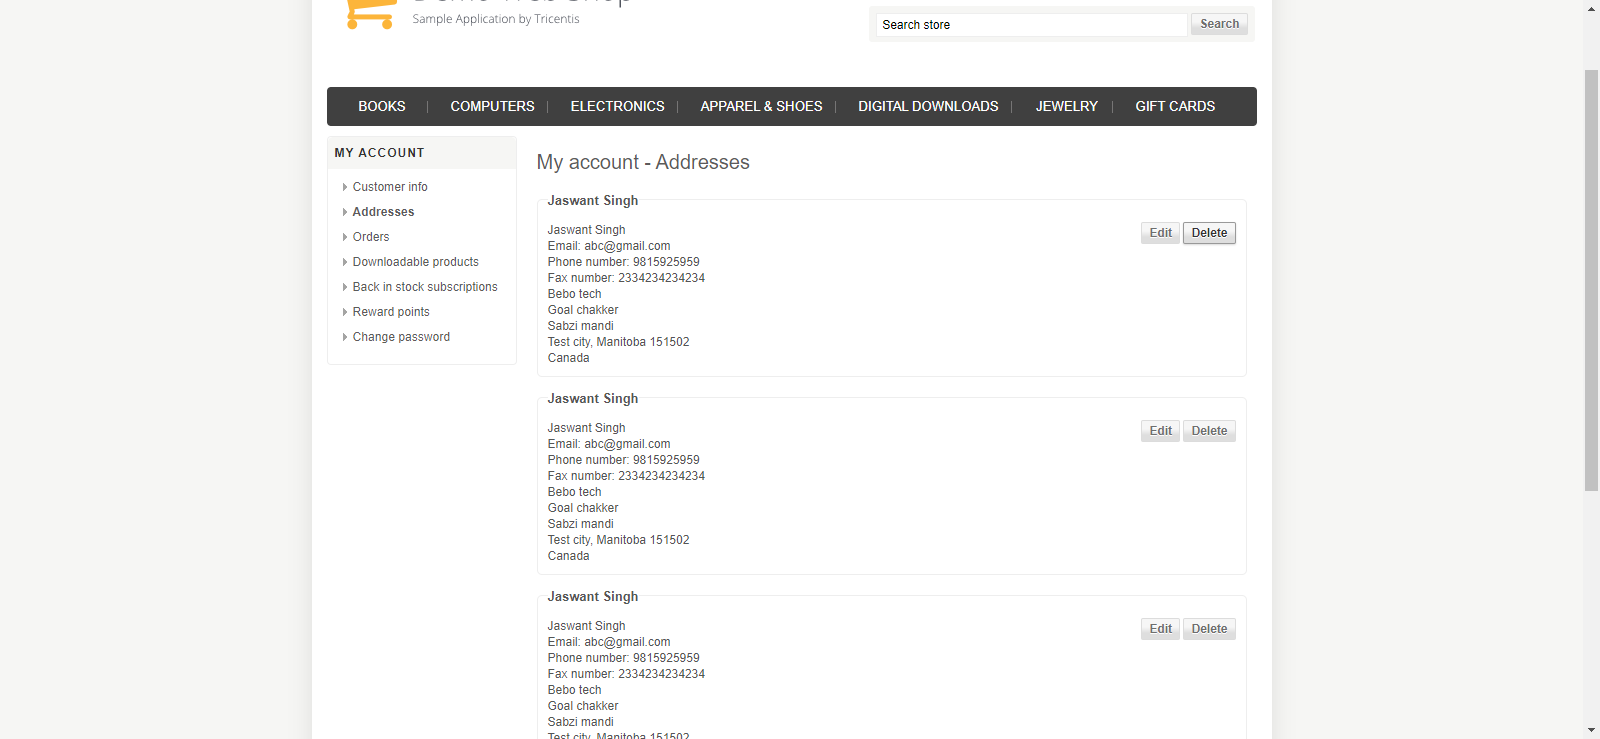 Sample Application by Tricentis
Search store
Search
BOOKS | COMPUTERS | ELECTRONICS | APPAREL & SHOES | DIGITAL DOWNLOADS | JEWELRY | GIFT CARDS
MY ACCOUNT
Customer info
Addresses
Orders
Downloadable products
Back in stock subscriptions
Reward points
Change password
My account - Addresses
Jaswant Singh
Jaswant Singh
Edit Delete
Email: abc@gmail.com
Phone number: 9815925959
Fax number: 2334234234234
Bebo tech
Goal chakker
Sabzi mandi
Test city, Manitoba 151502
Canada
Jaswant Singh
Jaswant Singh
Edit Delete
Email: abc@gmail.com
Phone number: 9815925959
Fax number: 2334234234234
Bebo tech
Goal chakker
Sabzi mandi
Test city, Manitoba 151502
Canada
Jaswant Singh
Jaswant Singh
Edit Delete
Email: abc@gmail.com
Phone number: 9815925959
Fax number: 2334234234234
Bebo tech
Goal chakker
Sabzi mandi
Test city, Manitoba 151502